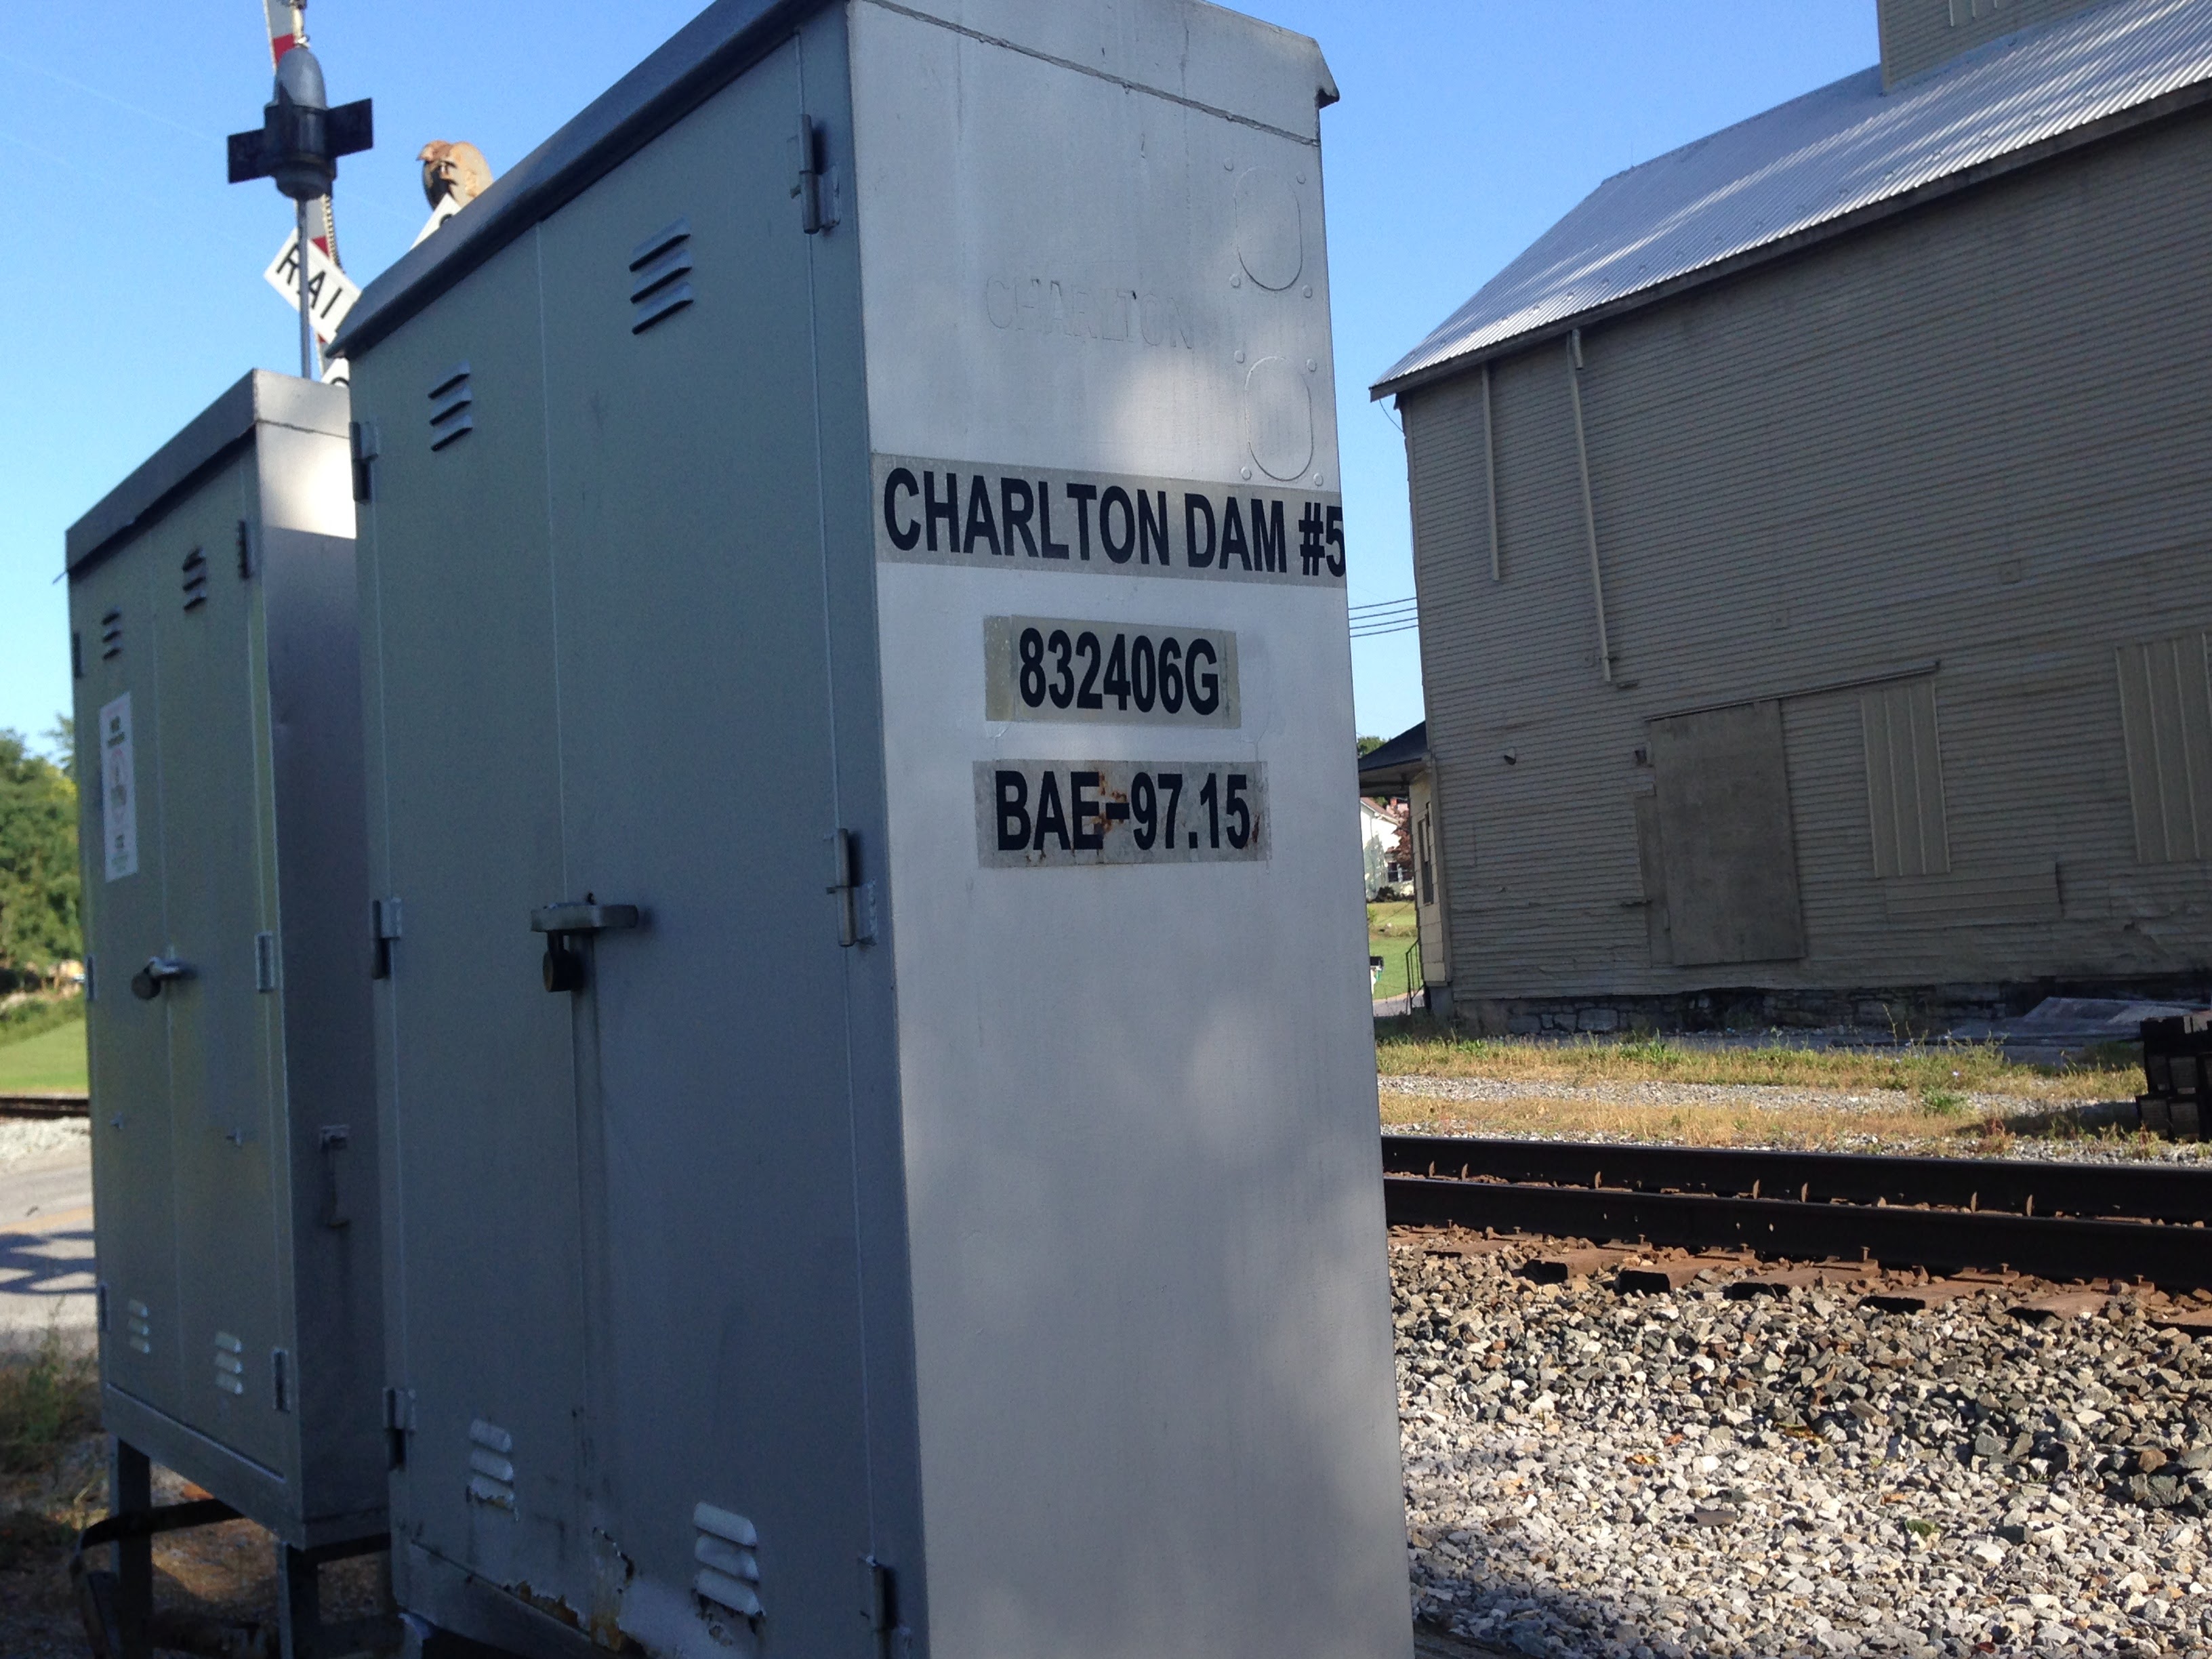 RAI
CHARLTON
CHARLTON DAM #5
832406G
BAE-97.15